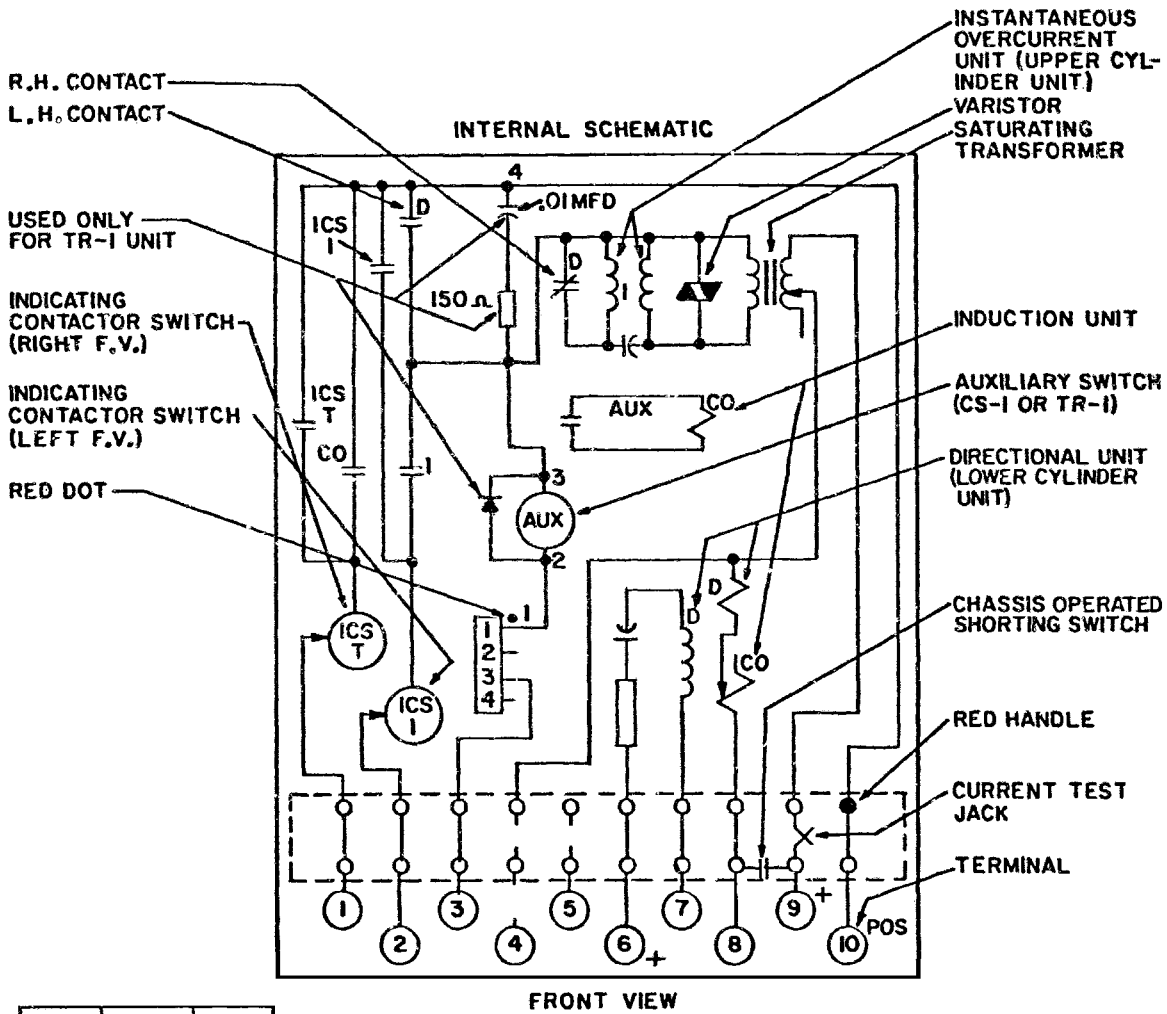 INTERNAL SCHEMATIC
R.H. CONTACT
L.H. CONTACT
USED ONLY
FOR TR-1 UNIT
INDICATING
CONTACTOR SWITCH
(RIGHT F.V.)
INDICATING
CONTACTOR SWITCH
(LEFT F.V.)
RED DOT
INSTANTANEOUS
OVERCURRENT
UNIT (UPPER CYL-
INDER UNIT)
VARISTOR
SATURATING
TRANSFORMER
INDUCTION UNIT
AUXILIARY SWITCH
(CS-1 OR TR-1)
DIRECTIONAL UNIT
(LOWER CYLINDER
UNIT)
CHASSIS OPERATED
SHORTING SWITCH
RED HANDLE
CURRENT TEST
JACK
TERMINAL
4
D
.01MFD
ICS
I
D
I
150Ω
ICS
T
CO
I
AUX
CO
3
AUX
2
1
1
2
3
4
D
D
CO
ICS
T
ICS
I
1
2
3
4
5
6
+
7
8
9
+
10
POS
FRONT VIEW